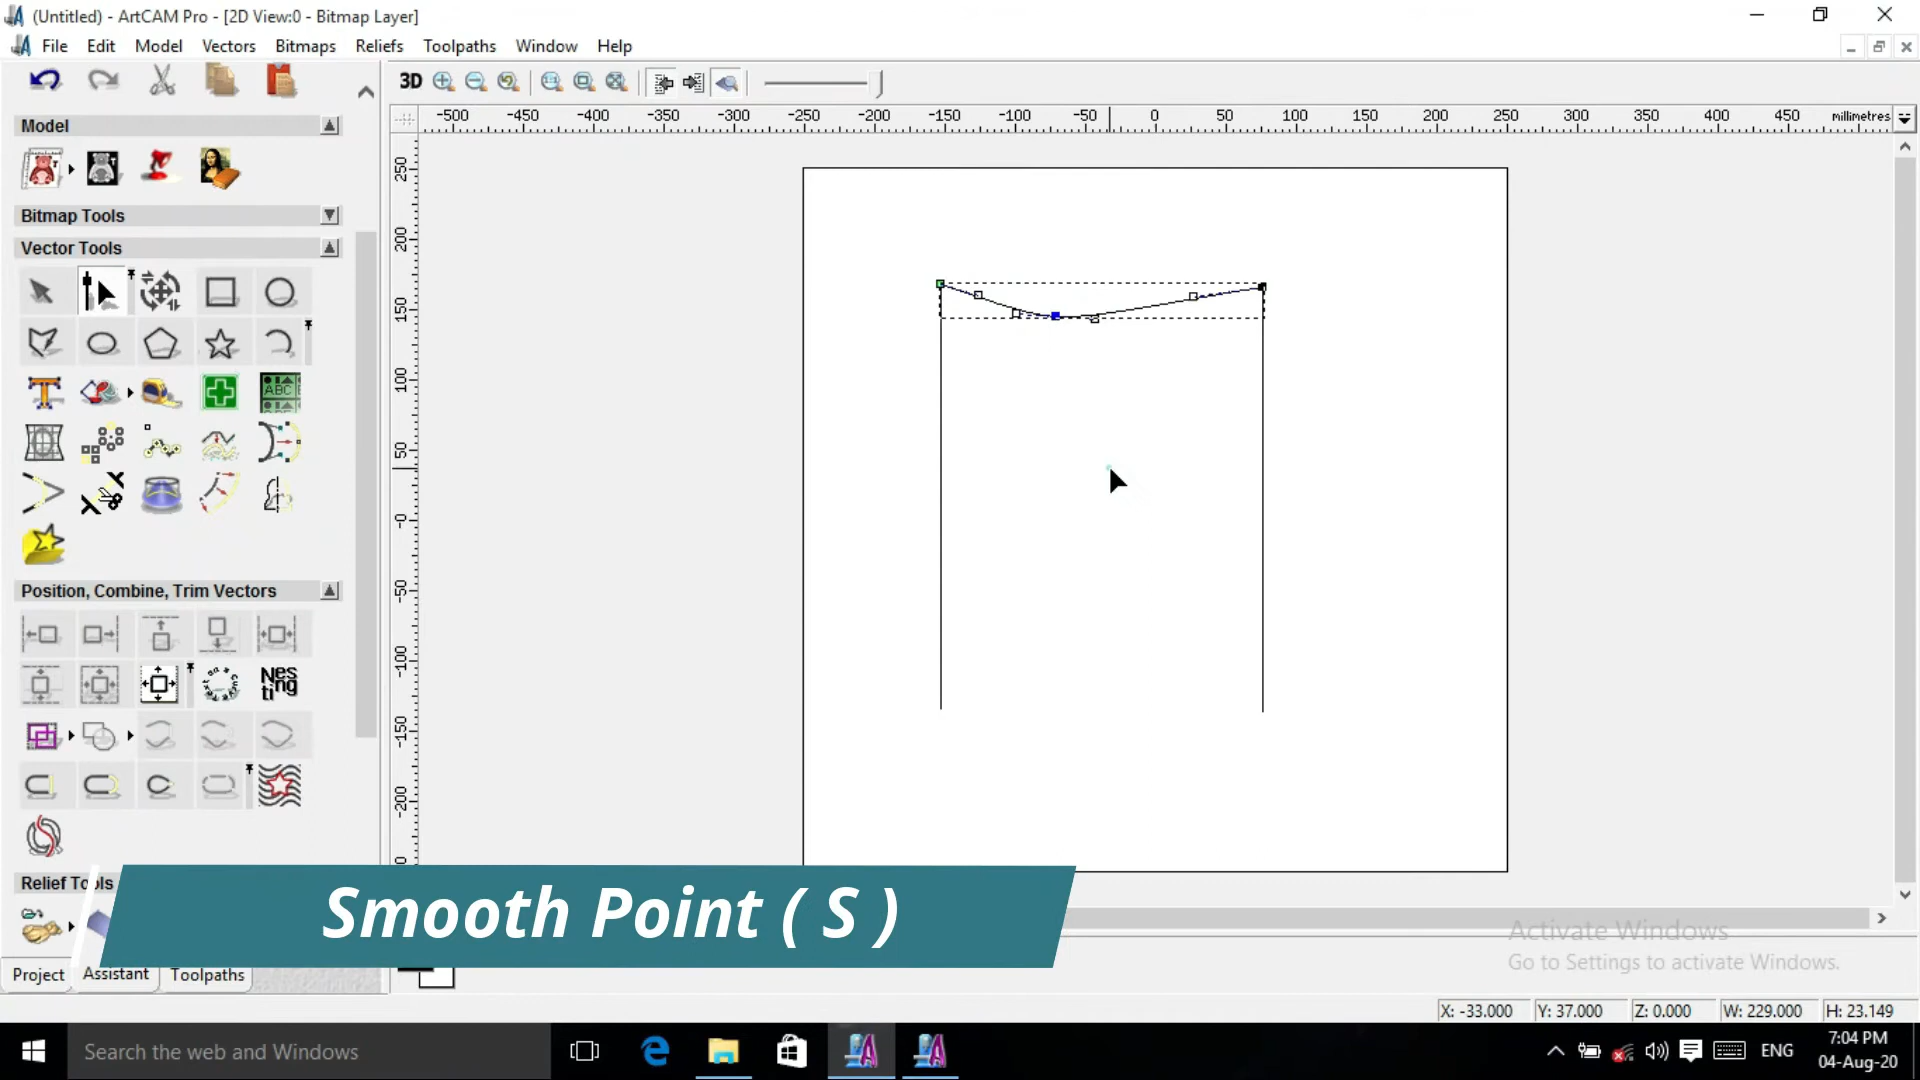 (Untitled) - ArtCAM Pro - [2D View:0 - Bitmap Layer]
File Edit Model Vectors Bitmaps Reliefs Toolpaths Window Help
3D
-500 -450 -400 -350 -300 -250 -200 -150 -100 -50 0 50 100 150 200 250 300 350 400 450 millimetres
250
200
150
100
50
-0
-50
-100
-150
-200
Model
Bitmap Tools
Vector Tools
ABC
Position, Combine, Trim Vectors
Nes
ting
Relief Tools
Smooth Point ( S )
Project Assistant Toolpaths
Activate Windows
Go to Settings to activate Windows.
X: -33.000 Y: 37.000 Z: 0.000 W: 229.000 H: 23.149
Search the web and Windows
ENG
7:04 PM
04-Aug-20